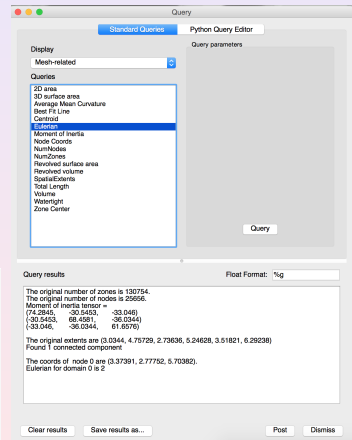 Query
Standard Queries
Python Query Editor
Display
Mesh-related
Queries
2D area
3D surface area
Average Mean Curvature
Best Fit Line
Centroid
Eulerian
Moment of Inertia
Node Coords
NumNodes
NumZones
Revolved surface area
Revolved volume
SpatialExtents
Total Length
Volume
Watertight
Zone Center
Query parameters
Query
Query results
Float Format: %g
The original number of zones is 130754.
The original number of nodes is 25656.
Moment of inertia tensor =
(74.2845, -30.5453, -33.046)
(-30.5453, 68.4581, -36.0344)
(-33.046, -36.0344, 61.6576)
The original extents are (3.0344, 4.75729, 2.73636, 5.24628, 3.51821, 6.29238)
Found 1 connected component
The coords of node 0 are (3.37391, 2.77752, 5.70382).
Eulerian for domain 0 is 2
Clear results
Save results as...
Post
Dismiss